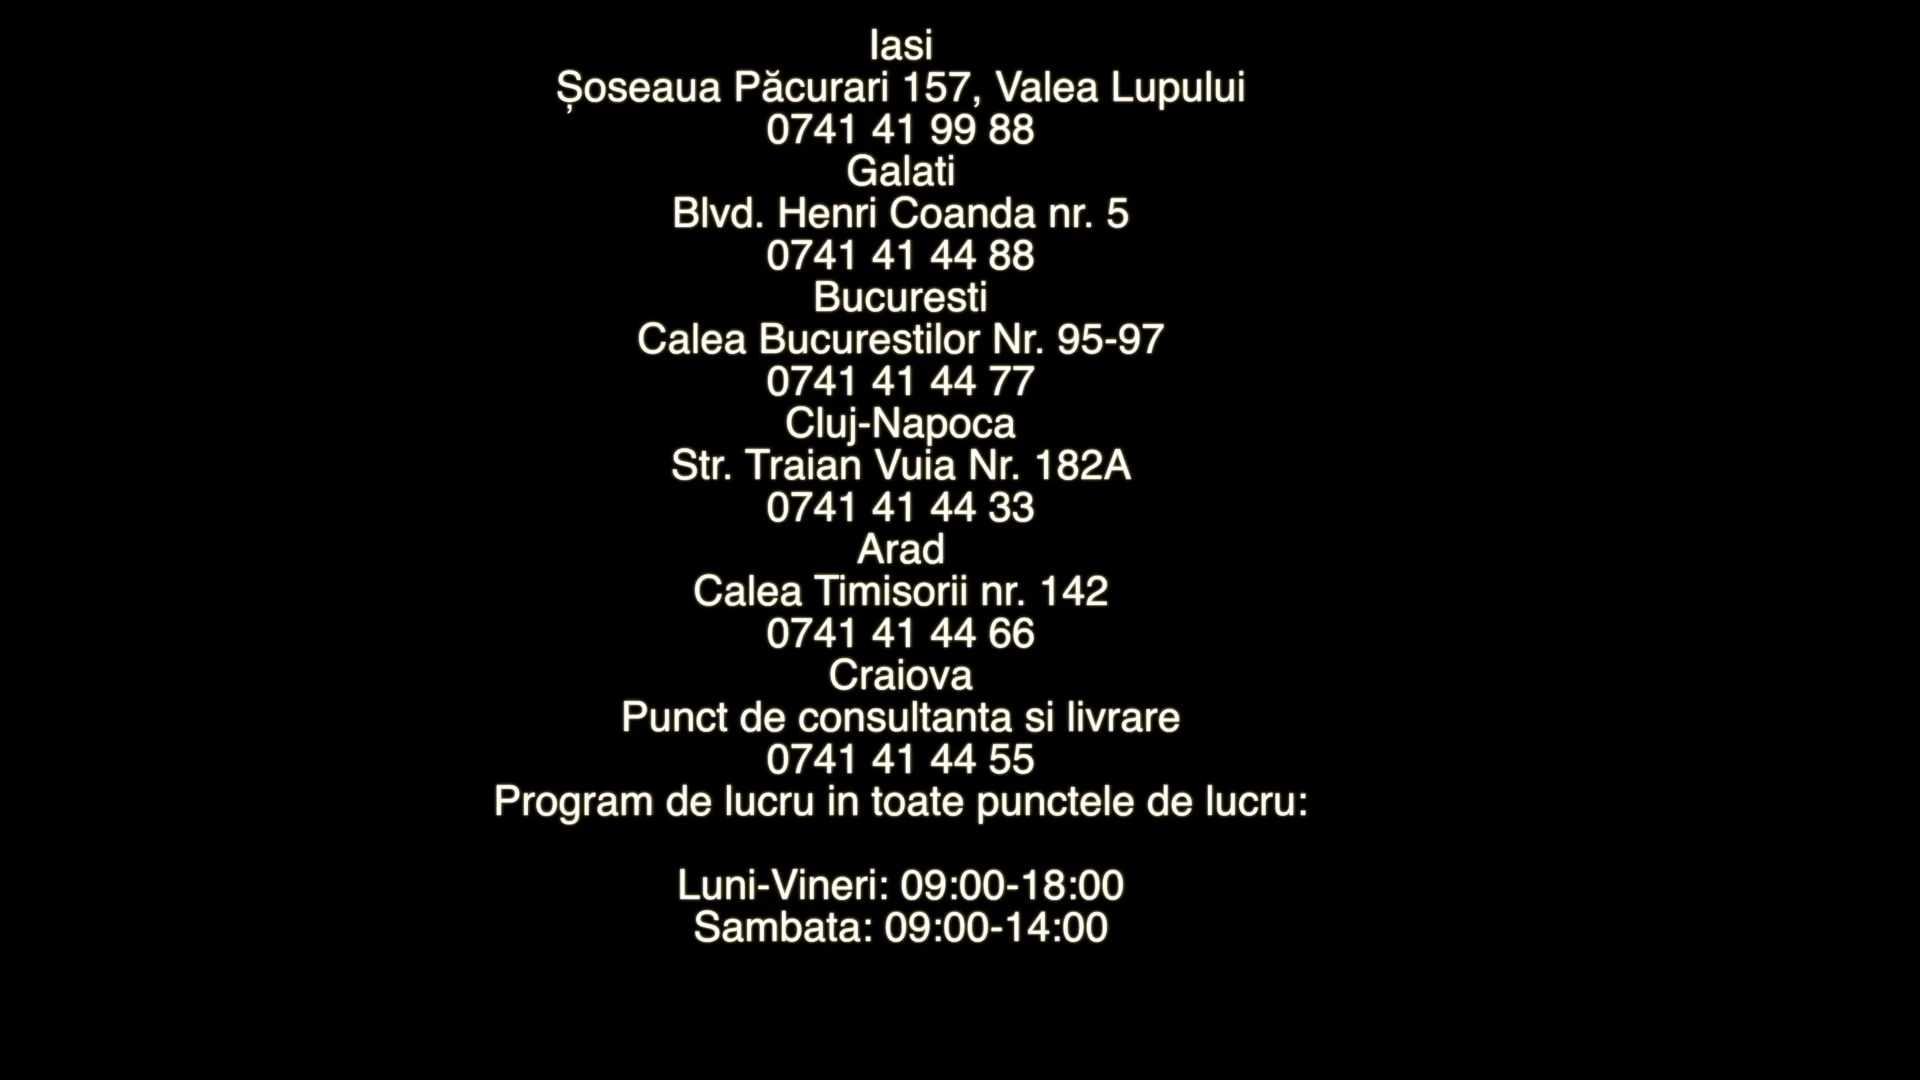 Iasi
Șoseaua Păcurari 157, Valea Lupului
0741 41 99 88
Galati
Blvd. Henri Coanda nr. 5
0741 41 44 88
Bucuresti
Calea Bucurestilor Nr. 95-97
0741 41 44 77
Cluj-Napoca
Str. Traian Vuia Nr. 182A
0741 41 44 33
Arad
Calea Timisorii nr. 142
0741 41 44 66
Craiova
Punct de consultanta si livrare
0741 41 44 55
Program de lucru in toate punctele de lucru:
Luni-Vineri: 09:00-18:00
Sambata: 09:00-14:00